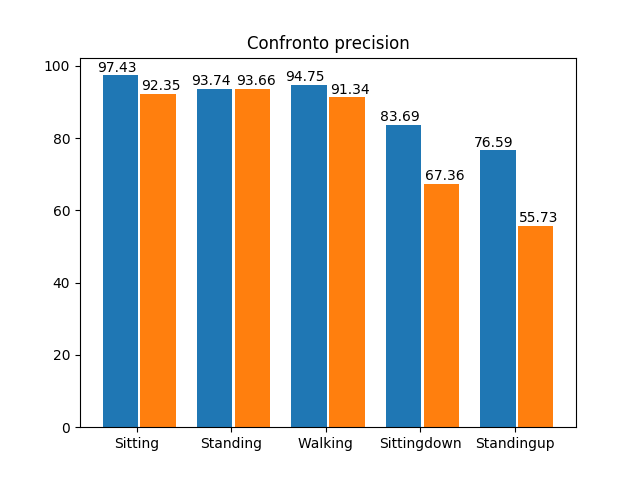 Confronto precision
100
80
60
40
20
0
97.43
92.35
93.74
93.66
94.75
91.34
83.69
67.36
76.59
55.73
Sitting
Standing
Walking
Sittingdown
Standingup